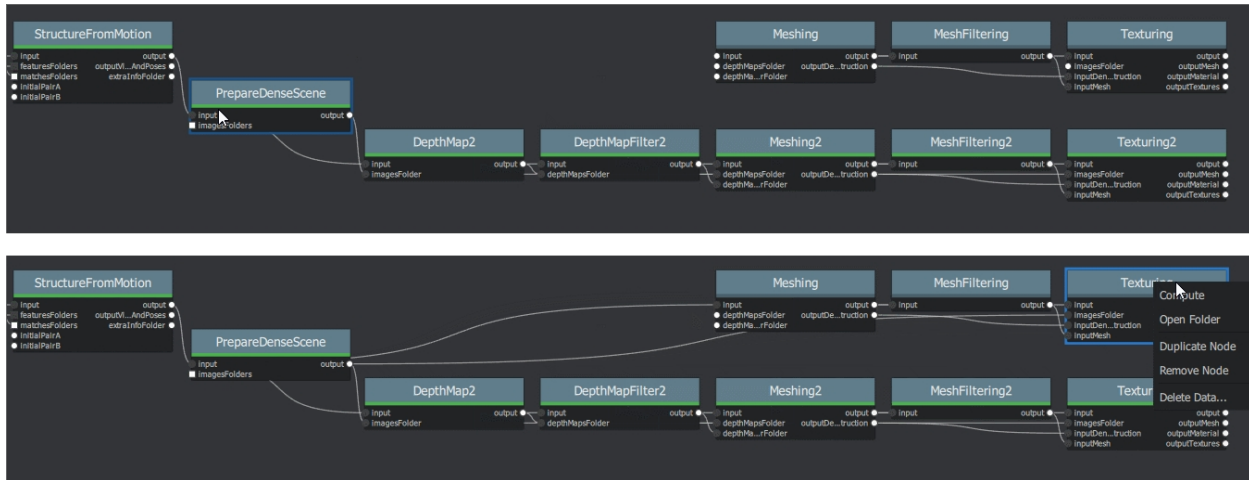 StructureFromMotion
input output
featuresFolders outputVi...AndPoses
matchesFolders extraInfoFolder
initialPairA
initialPairB
PrepareDenseScene
input output
imagesFolders
DepthMap2
input output
imagesFolder
DepthMapFilter2
input output
depthMapsFolder
Meshing
input output
depthMapsFolder outputDe...truction
depthMa...rFolder
MeshFiltering
input output
Texturing
input output
imagesFolder outputMesh
inputDen...truction outputMaterial
inputMesh outputTextures
Meshing2
input output
depthMapsFolder outputDe...truction
depthMa...rFolder
MeshFiltering2
input output
Texturing2
input output
imagesFolder outputMesh
inputDen...truction outputMaterial
inputMesh outputTextures
StructureFromMotion
input output
featuresFolders outputVi...AndPoses
matchesFolders extraInfoFolder
initialPairA
initialPairB
PrepareDenseScene
input output
imagesFolders
DepthMap2
input output
imagesFolder
DepthMapFilter2
input output
depthMapsFolder
Meshing
input output
depthMapsFolder outputDe...truction
depthMa...rFolder
MeshFiltering
input output
input
imagesFolder
inputDen...truction
inputMesh
Compute
Open Folder
Duplicate Node
Remove Node
Delete Data...
Meshing2
input output
depthMapsFolder outputDe...truction
depthMa...rFolder
MeshFiltering2
input output
Textur
input output
imagesFolder outputMesh
inputDen...truction outputMaterial
inputMesh outputTextures